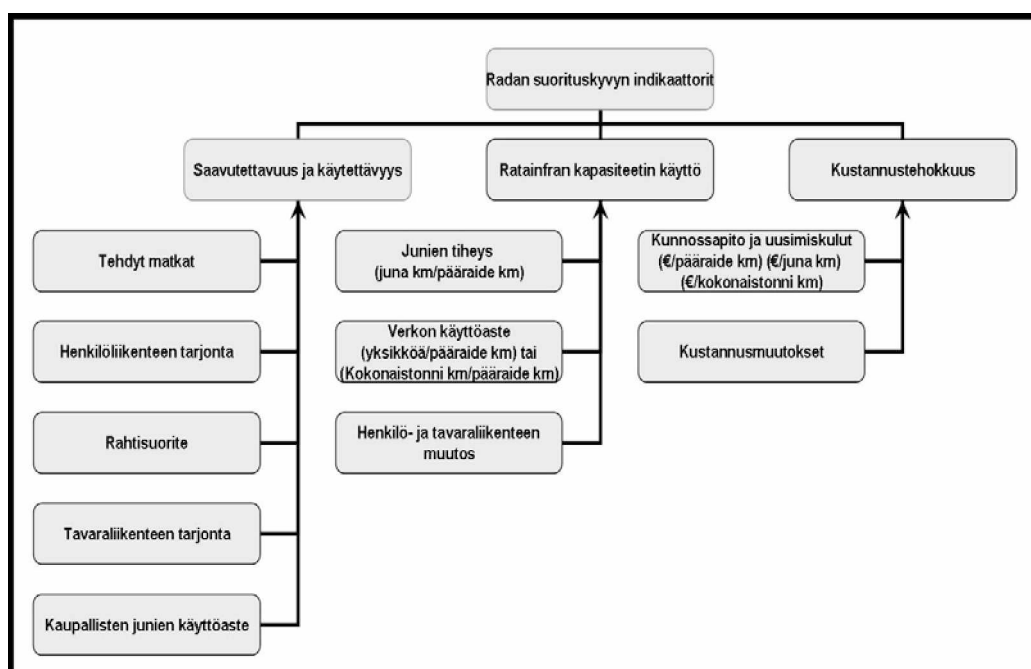 Radan suorituskyvyn indikaattorit
Saavutettavuus ja käytettävyys
Ratainfran kapasiteetin käyttö
Kustannustehokkuus
Tehdyt matkat
Henkilöliikenteen tarjonta
Rahtisuorite
Tavaraliikenteen tarjonta
Kaupallisten junien käyttöaste
Junien tiheys
(juna km/pääraide km)
Verkon käyttöaste
(yksikköä/pääraide km) tai
(Kokonaistonni km/pääraide km)
Henkilö- ja tavaraliikenteen
muutos
Kunnossapito ja uusimiskulut
(€/pääraide km) (€/juna km)
(€/kokonaistonni km)
Kustannusmuutokset